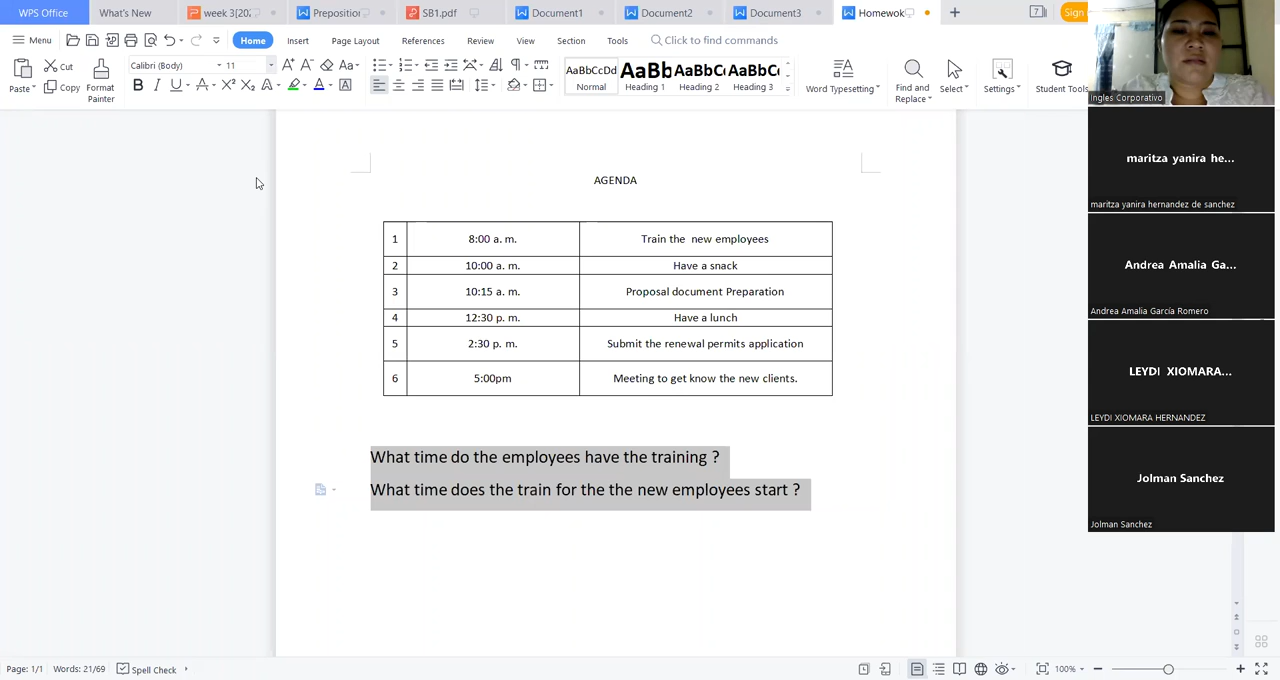 WPS Office What's New week 3[202 Preposition SB1.pdf Document1 Document2 Document3 Homewok 7 Sign
Menu Home Insert Page Layout References Review View Section Tools Click to find commands
Paste Cut Copy Format Painter Calibri (Body) 11 AaBbCcDd Normal AaBb Heading 1 AaBbC Heading 2 AaBbC Heading 3 Word Typesetting Find and Replace Select Settings Student Tools
Ingles Corporativo
AGENDA
1 8:00 a. m. Train the new employees
2 10:00 a. m. Have a snack
3 10:15 a. m. Proposal document Preparation
4 12:30 p. m. Have a lunch
5 2:30 p. m. Submit the renewal permits application
6 5:00pm Meeting to get know the new clients.
What time do the employees have the training ?
What time does the train for the the new employees start ?
maritza yanira he...
maritza yanira hernandez de sanchez
Andrea Amalia Ga...
Andrea Amalia García Romero
LEYDI XIOMARA...
LEYDI XIOMARA HERNANDEZ
Jolman Sanchez
Jolman Sanchez
Page: 1/1 Words: 21/69 Spell Check 100%